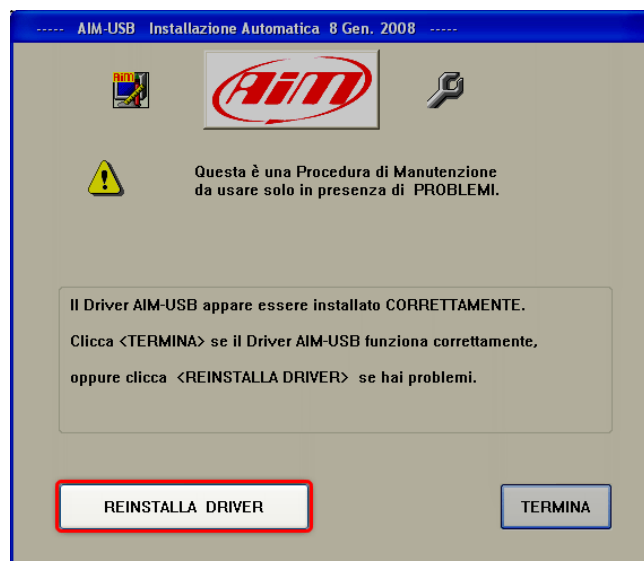 ----- AIM-USB Installazione Automatica 8 Gen. 2008 -----
AiM
AiM
Questa è una Procedura di Manutenzione
da usare solo in presenza di PROBLEMI.
Il Driver AIM-USB appare essere installato CORRETTAMENTE.
Clicca <TERMINA> se il Driver AIM-USB funziona correttamente,
oppure clicca <REINSTALLA DRIVER> se hai problemi.
REINSTALLA DRIVER
TERMINA